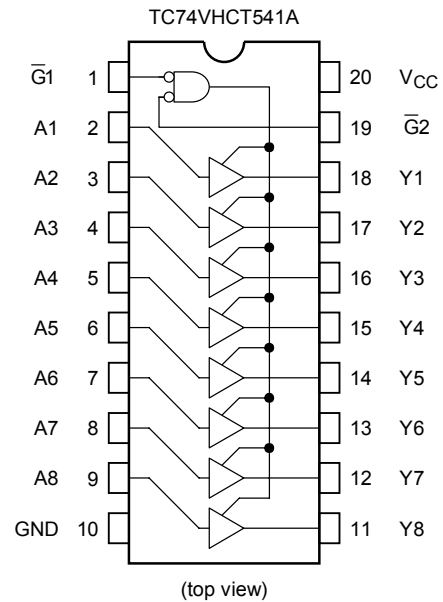 TC74VHCT541A
G̅1 1 20 VCC
A1 2 19 G̅2
A2 3 18 Y1
A3 4 17 Y2
A4 5 16 Y3
A5 6 15 Y4
A6 7 14 Y5
A7 8 13 Y6
A8 9 12 Y7
GND 10 11 Y8
(top view)